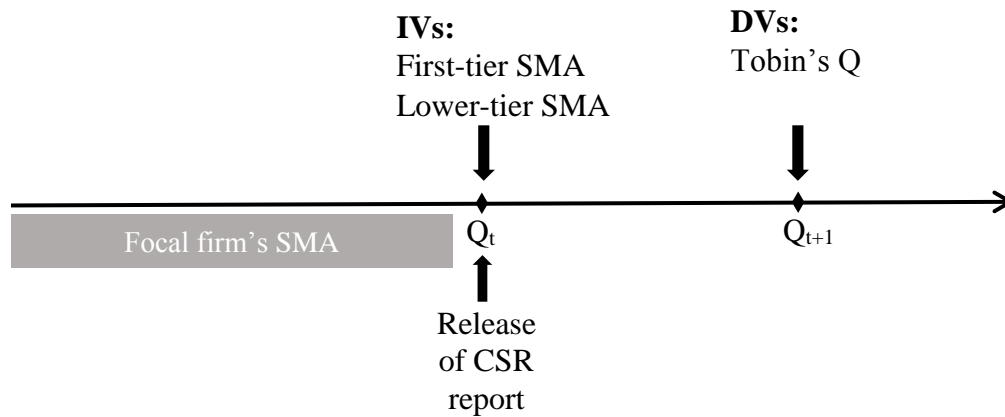 IVs:
First-tier SMA
Lower-tier SMA
DVs:
Tobin’s Q
Focal firm’s SMA
Qt
Qt+1
Release
of CSR
report